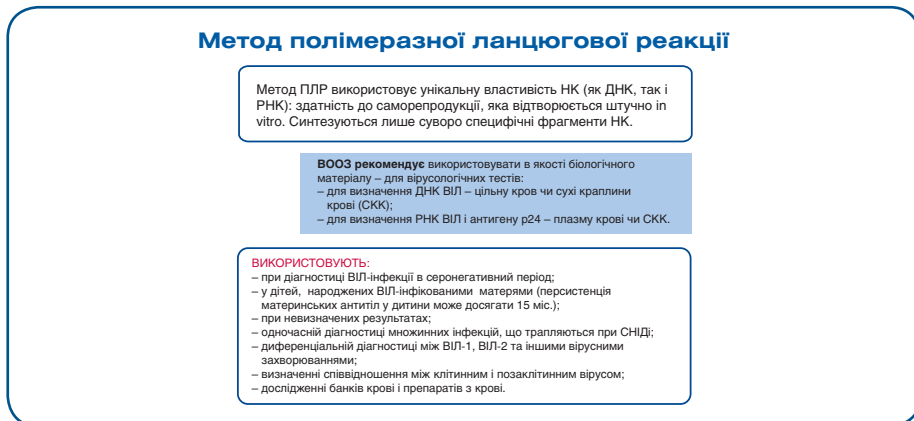 Метод полімеразної ланцюгової реакції
Метод ПЛР використовує унікальну властивість НК (як ДНК, так і
РНК): здатність до саморепродукції, яка відтворюється штучно in
vitro. Синтезуються лише суворо специфічні фрагменти НК.
ВООЗ рекомендує використовувати в якості біологічного
матеріалу – для вірусологічних тестів:
– для визначення ДНК ВІЛ – цільну кров чи сухі краплини
крові (СКК);
– для визначення РНК ВІЛ і антигену р24 – плазму крові чи СКК.
ВИКОРИСТОВУЮТЬ:
– при діагностиці ВІЛ-інфекції в серонегативний період;
– у дітей, народжених ВІЛ-інфікованими матерями (персистенція
материнських антитіл у дитини може досягати 15 міс.);
– при невизначених результатах;
– одночасній діагностиці множинних інфекцій, що трапляються при СНІДі;
– диференціальній діагностиці між ВІЛ-1, ВІЛ-2 та іншими вірусними
захворюваннями;
– визначенні співвідношення між клітинним і позаклітинним вірусом;
– дослідженні банків крові і препаратів з крові.